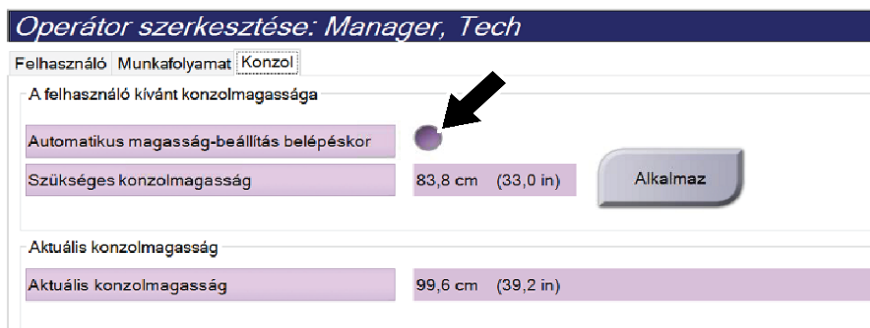 Operátor szerkesztése: Manager, Tech
Felhasználó Munkafolyamat Konzol
A felhasználó kívánt konzolmagassága
Automatikus magasság-beállítás belépéskor
Szükséges konzolmagasság 83,8 cm (33,0 in) Alkalmaz
Aktuális konzolmagasság
Aktuális konzolmagasság 99,6 cm (39,2 in)